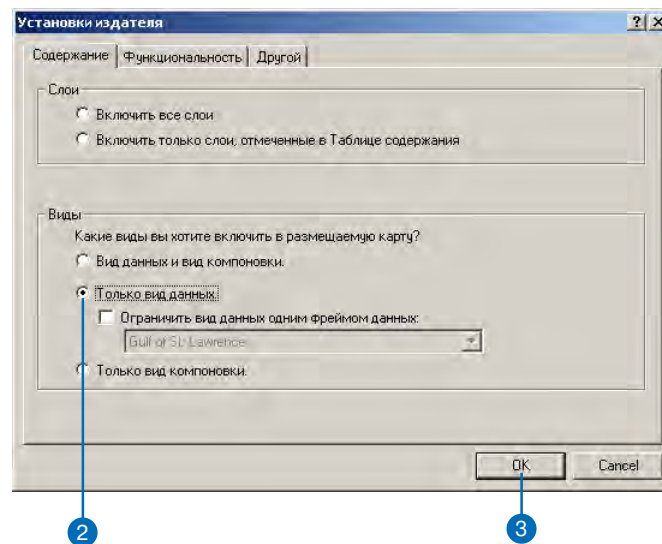 Установки издателя
Содержание Функциональность Другой
Слои
Включить все слои
Включить только слои, отмеченные в Таблице содержания
Виды
Какие виды вы хотите включить в размещаемую карту?
Вид данных и вид компоновки.
Только вид данных.
Ограничить вид данных одним фреймом данных:
Gulf of St. Lawrence
Только вид компоновки.
OK Cancel
2 3